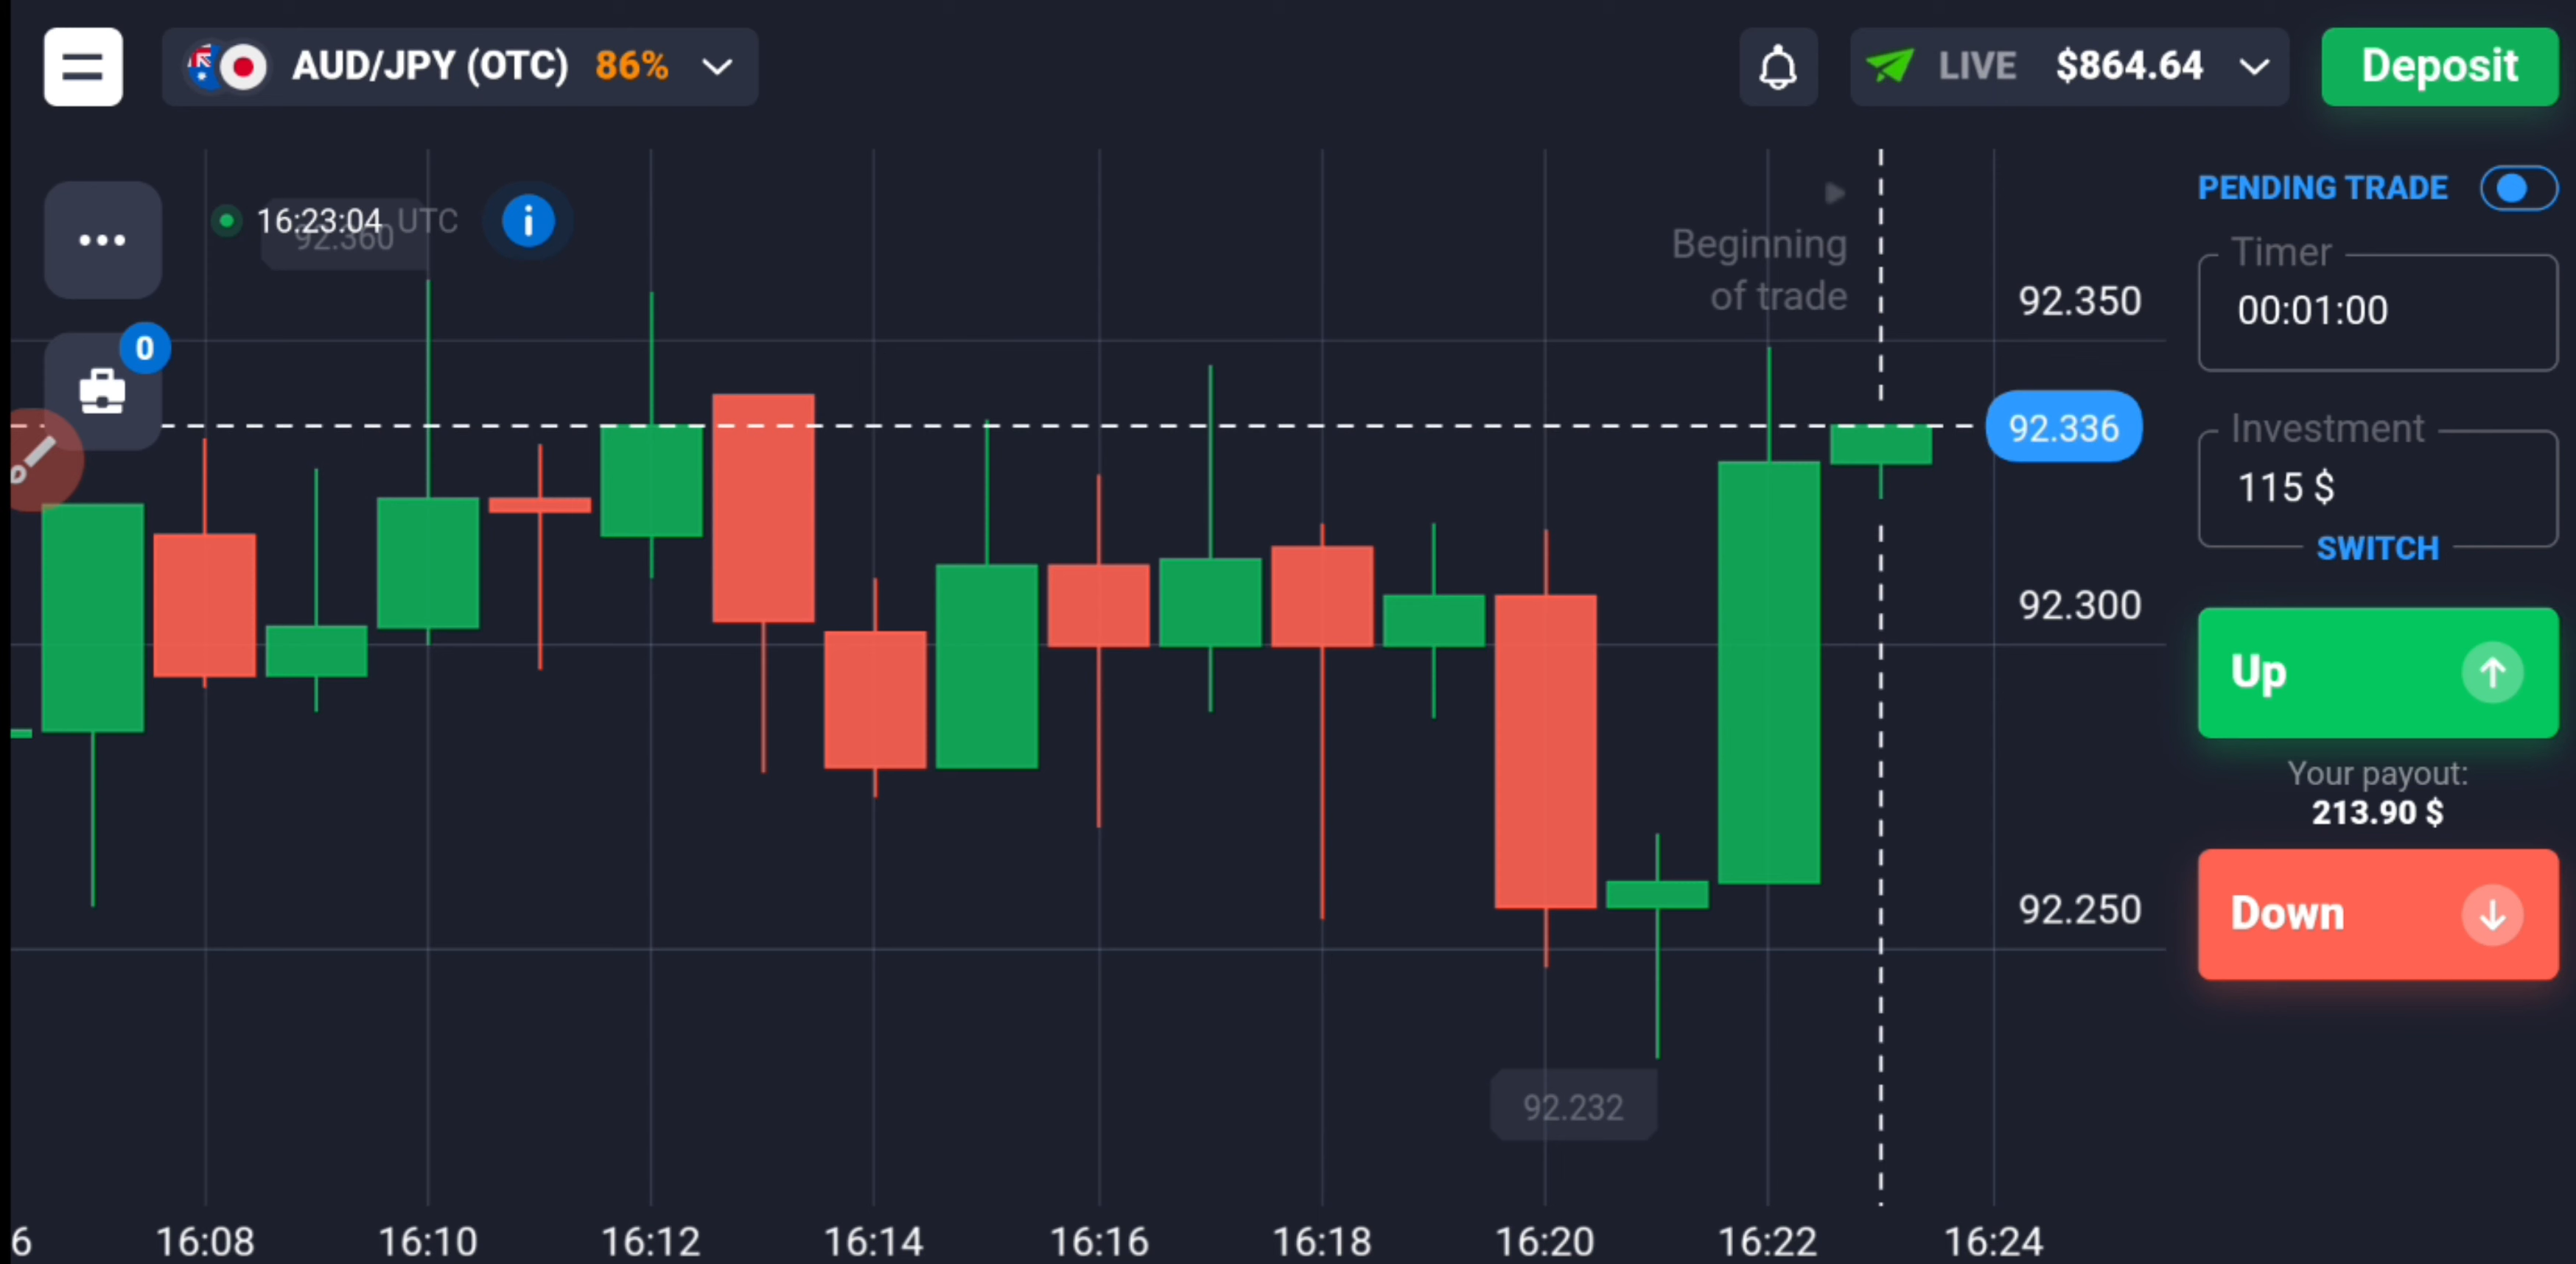 AUD/JPY (OTC) 86%
LIVE $864.64
Deposit
16:23:04 UTC
92.360
Beginning
of trade
92.350
92.336
92.300
92.250
92.232
PENDING TRADE
Timer
00:01:00
Investment
115 $
SWITCH
Up
Your payout:
213.90 $
Down
0
6 16:08 16:10 16:12 16:14 16:16 16:18 16:20 16:22 16:24